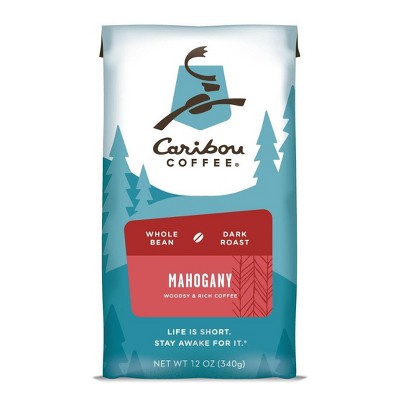 Caribou
COFFEE®
WHOLE BEAN
DARK ROAST
MAHOGANY
WOODSY & RICH COFFEE
LIFE IS SHORT.
STAY AWAKE FOR IT.®
NET WT 12 OZ (340g)